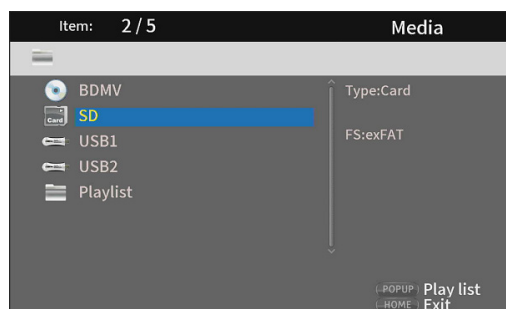 Item: 2/5 Media
BDMV
Card SD
USB1
USB2
Playlist
Type:Card
FS:exFAT
POPUP Play list
HOME Exit